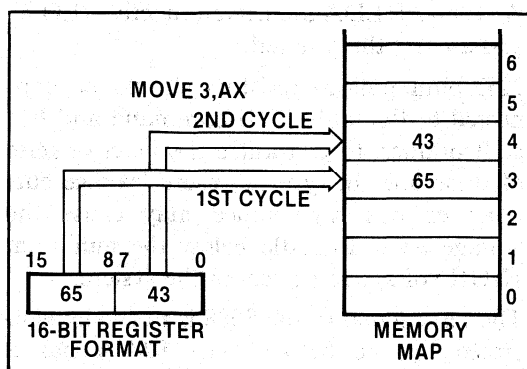 MOVE 3,AX
2ND CYCLE
1ST CYCLE
15 8 7 0
65 43
16-BIT REGISTER
FORMAT
6
5
43 4
65 3
2
1
0
MEMORY
MAP